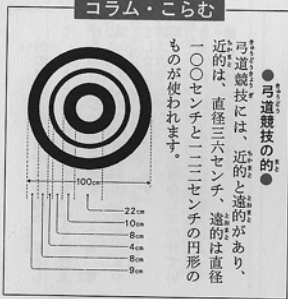 コラム・こらむ
●弓道競技の的●
弓道競技には、近的と遠的があり、
近的は、直径三六センチ、遠的は直径
一〇〇センチと一二二センチの円形の
ものが使われます。
100cm
22cm
10cm
8cm
4cm
8cm
9cm